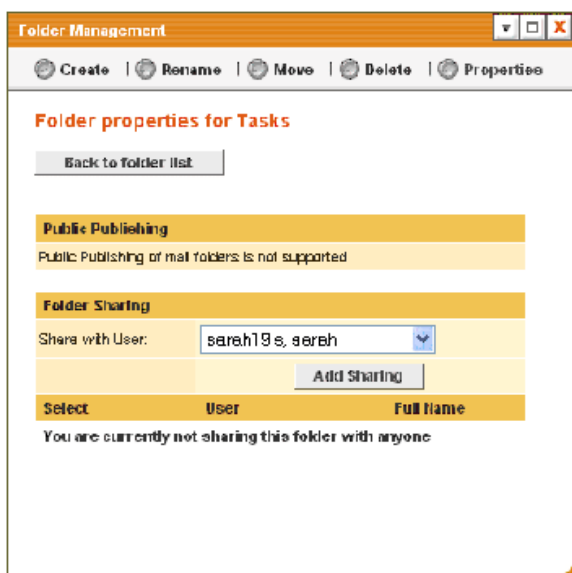 Folder Management
Create | Rename | Move | Delete | Properties
Folder properties for Tasks
Back to folder list
Public Publishing
Public Publishing of mail folders is not supported
Folder Sharing
Share with User: sarah19 s, sarah
Add Sharing
Select User Full Name
You are currently not sharing this folder with anyone